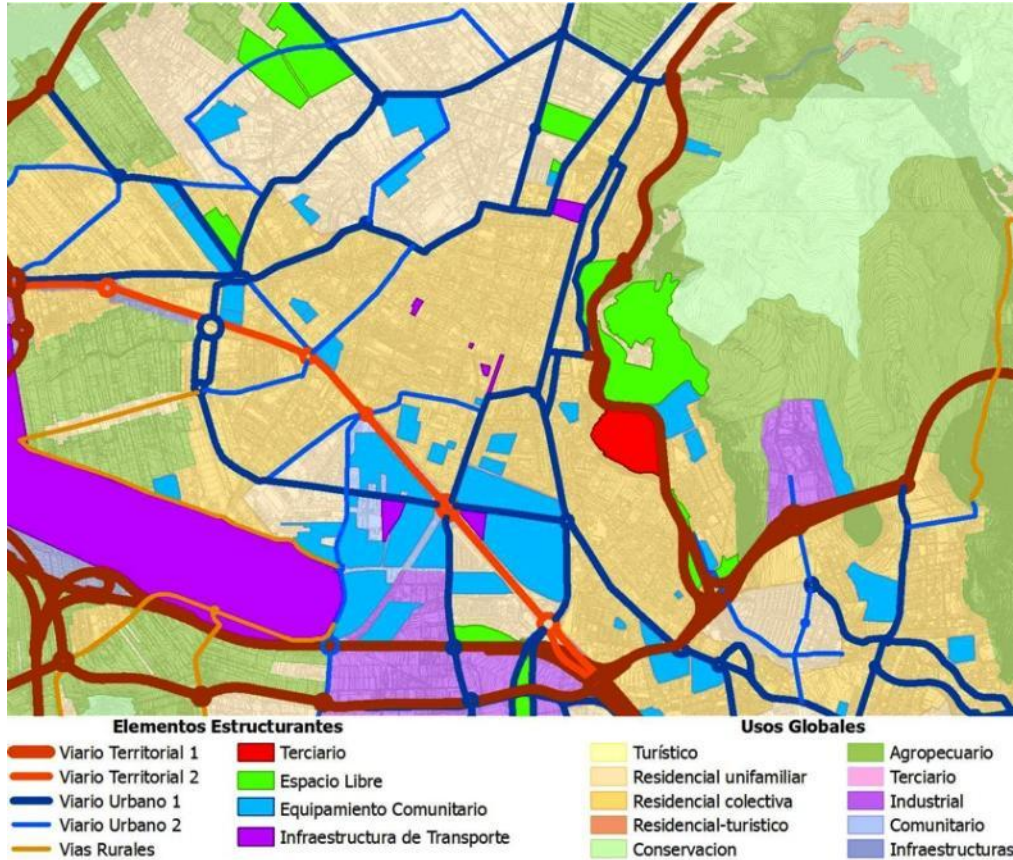 Elementos Estructurantes
Viario Territorial 1
Viario Territorial 2
Viario Urbano 1
Viario Urbano 2
Vias Rurales
Terciario
Espacio Libre
Equipamiento Comunitario
Infraestructura de Transporte
Usos Globales
Turístico
Residencial unifamiliar
Residencial colectiva
Residencial-turistico
Conservacion
Agropecuario
Terciario
Industrial
Comunitario
Infraestructuras